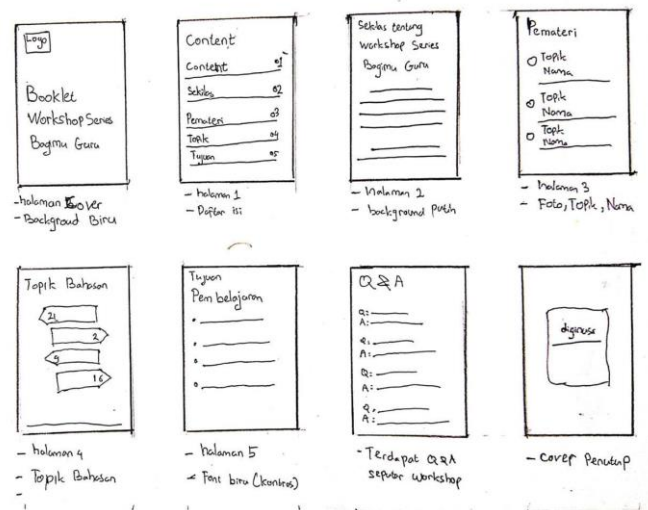 Logo
Booklet
Workshop Series
Bagimu Guru
- halaman Cover
- Backgroud Biru
Content
Content 01
Sekilas 02
Pemateri 03
Topik 04
Tujuan 05
- halaman 1
- Daftar isi
Sekilas tentang
Workshop Series
Bagimu Guru
- halaman 2
- background Putih
Pemateri
Topik
Nama
Topik
Nama
Topik
Nama
- halaman 3
- Foto, Topik, Nama
Topik Bahasan
21
2
9
16
- halaman 4
- Topik Bahasan
-
Tujuan
Pembelajaran
- halaman 5
- Font biru (kontras)
Q & A
Q:
A:
Q:
A:
Q:
A:
Q:
A:
- Terdapat Q&A
seputar workshop
diginusa
- cover Penutup